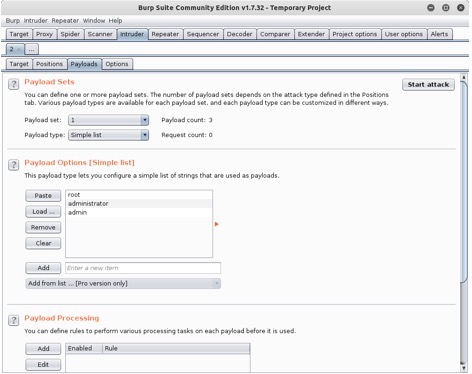 Burp Suite Community Edition v1.7.32 - Temporary Project
Burp Intruder Repeater Window Help
Target Proxy Spider Scanner Intruder Repeater Sequencer Decoder Comparer Extender Project options User options Alerts
2 × ...
Target Positions Payloads Options
? Payload Sets Start attack
You can define one or more payload sets. The number of payload sets depends on the attack type defined in the Positions
tab. Various payload types are available for each payload set, and each payload type can be customized in different ways.
Payload set: 1 Payload count: 3
Payload type: Simple list Request count: 0
? Payload Options [Simple list]
This payload type lets you configure a simple list of strings that are used as payloads.
Paste root
administrator
Load ... admin
Remove
Clear
Add Enter a new item
Add from list ... [Pro version only]
? Payload Processing
You can define rules to perform various processing tasks on each payload before it is used.
Add Enabled Rule
Edit